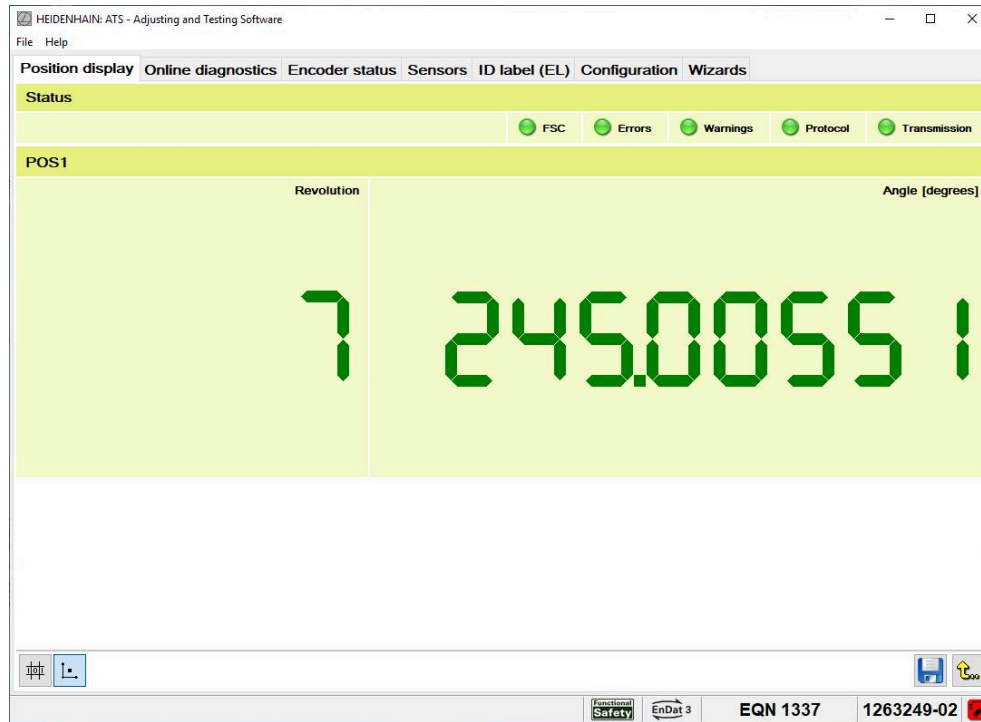 HEIDENHAIN: ATS - Adjusting and Testing Software
File Help
Position display Online diagnostics Encoder status Sensors ID label (EL) Configuration Wizards
Status
FSC Errors Warnings Protocol Transmission
POS1
Revolution Angle [degrees]
7 245.00551
Functional Safety EnDat 3 EQN 1337 1263249-02